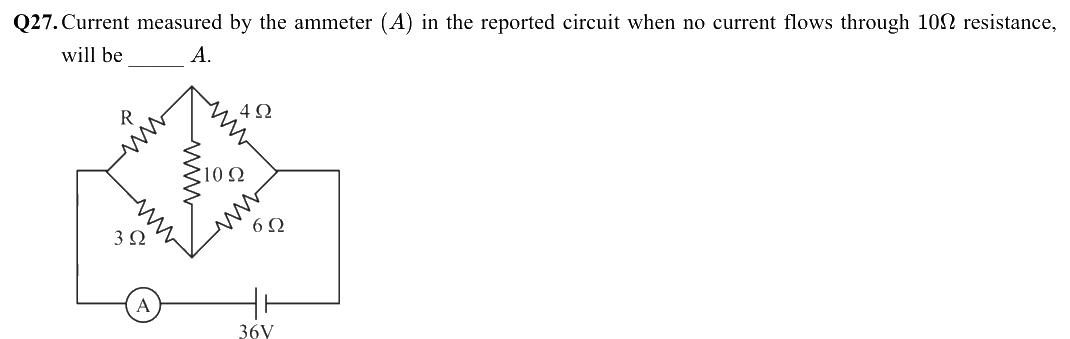 Q27. Current measured by the ammeter (A) in the reported circuit when no current flows through 10Ω resistance,
will be _____ A.
R
4 Ω
10 Ω
3 Ω
6 Ω
A
36V